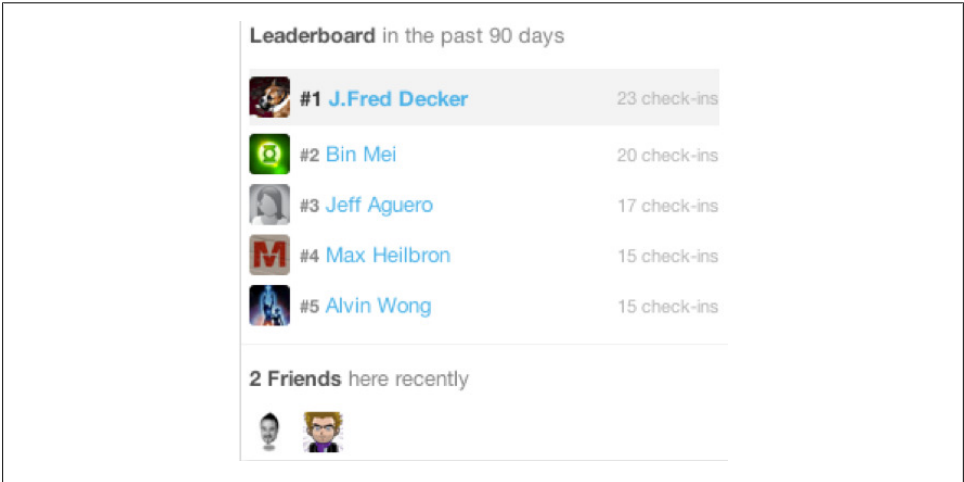 Leaderboard in the past 90 days
#1 J.Fred Decker 23 check-ins
#2 Bin Mei 20 check-ins
#3 Jeff Aguero 17 check-ins
M
#4 Max Heilbron 15 check-ins
#5 Alvin Wong 15 check-ins
2 Friends here recently